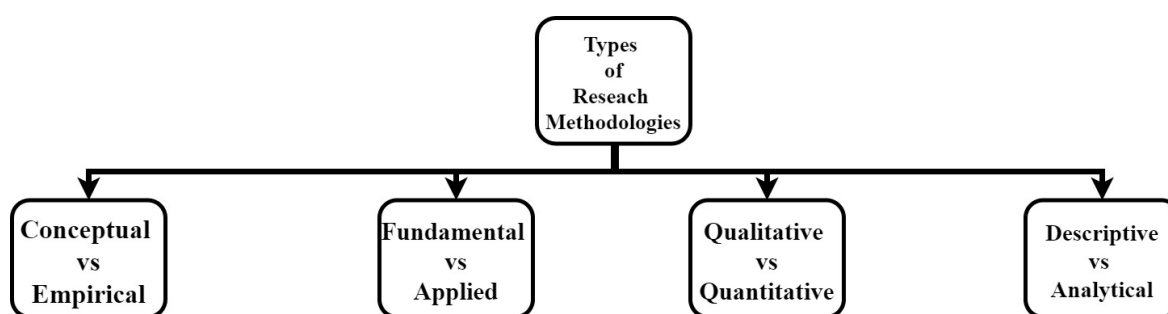 Types
of
Reseach
Methodologies
Conceptual
vs
Empirical
Fundamental
vs
Applied
Qualitative
vs
Quantitative
Descriptive
vs
Analytical